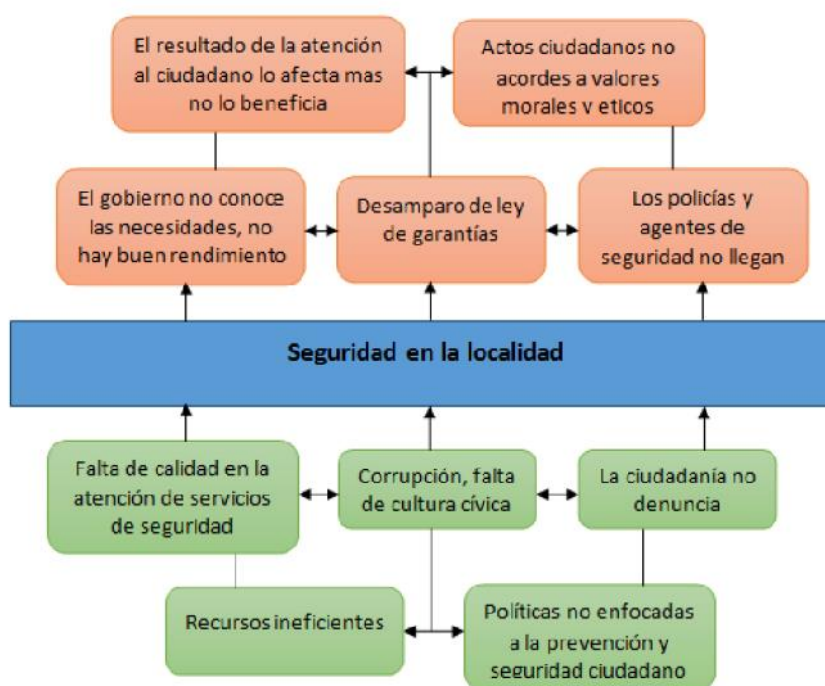 El resultado de la atención
al ciudadano lo afecta mas
no lo beneficia
Actos ciudadanos no
acordes a valores
morales y eticos
El gobierno no conoce
las necesidades, no
hay buen rendimiento
Desamparo de ley
de garantías
Los policías y
agentes de
seguridad no llegan
Seguridad en la localidad
Falta de calidad en la
atención de servicios
de seguridad
Corrupción, falta
de cultura cívica
La ciudadanía no
denuncia
Recursos ineficientes
Políticas no enfocadas
a la prevención y
seguridad ciudadano